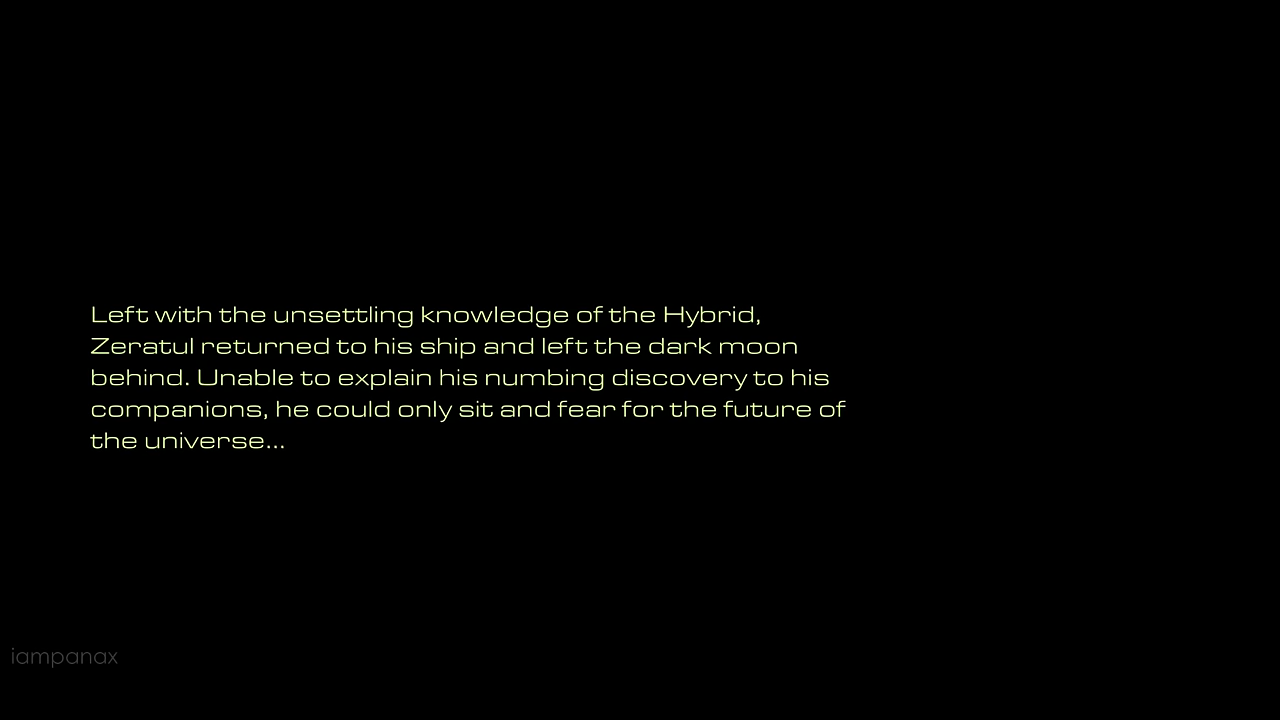 Left with the unsettling knowledge of the Hybrid,
Zeratul returned to his ship and left the dark moon
behind. Unable to explain his numbing discovery to his
companions, he could only sit and fear for the future of
the universe...
iampanax